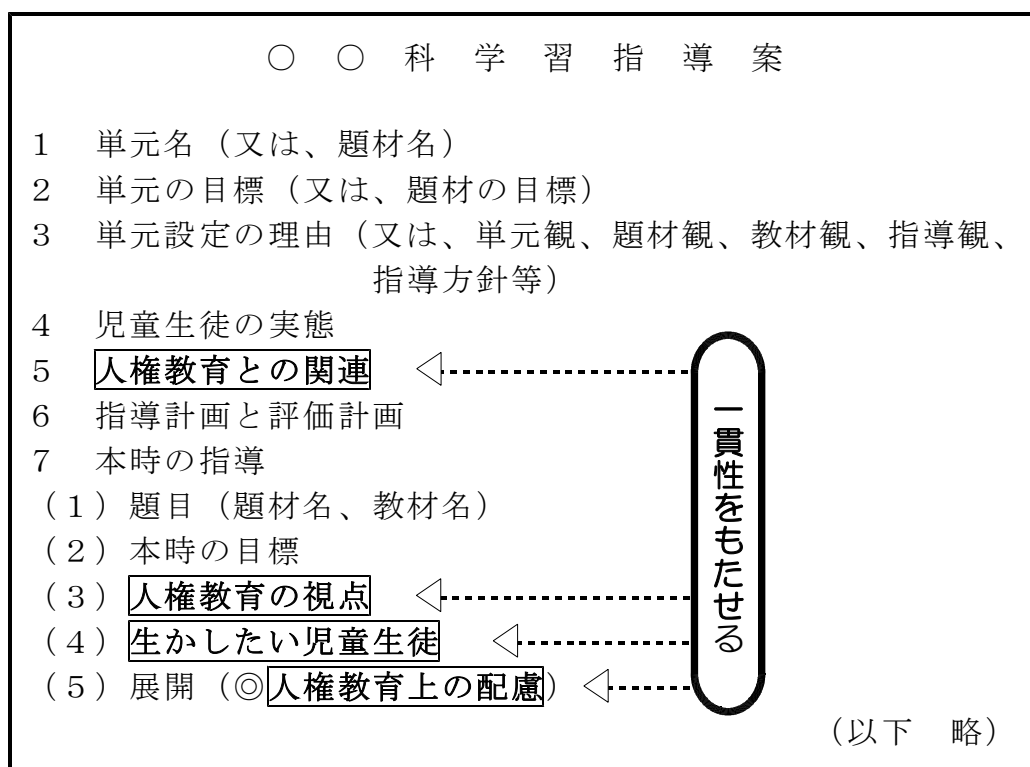 ○ ○ 科 学 習 指 導 案
1 単元名(又は、題材名)
2 単元の目標(又は、題材の目標)
3 単元設定の理由(又は、単元観、題材観、教材観、指導観、
指導方針等)
4 児童生徒の実態
5 人権教育との関連
6 指導計画と評価計画
7 本時の指導
(1)題目(題材名、教材名)
(2)本時の目標
(3)人権教育の視点
(4)生かしたい児童生徒
(5)展開(◎人権教育上の配慮)
一貫性をもたせる
(以下 略)